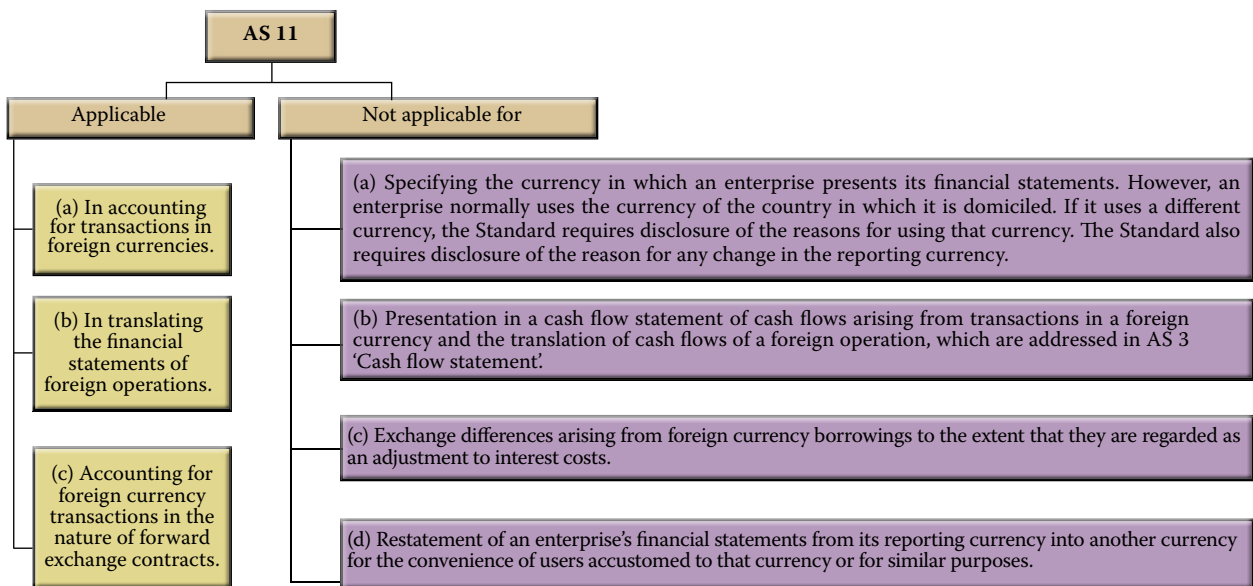 AS 11
Applicable
Not applicable for
(a) In accounting
for transactions in
foreign currencies.
(b) In translating
the financial
statements of
foreign operations.
(c) Accounting for
foreign currency
transactions in the
nature of forward
exchange contracts.
(a) Specifying the currency in which an enterprise presents its financial statements. However, an
enterprise normally uses the currency of the country in which it is domiciled. If it uses a different
currency, the Standard requires disclosure of the reasons for using that currency. The Standard also
requires disclosure of the reason for any change in the reporting currency.
(b) Presentation in a cash flow statement of cash flows arising from transactions in a foreign
currency and the translation of cash flows of a foreign operation, which are addressed in AS 3
‘Cash flow statement’.
(c) Exchange differences arising from foreign currency borrowings to the extent that they are regarded as
an adjustment to interest costs.
(d) Restatement of an enterprise’s financial statements from its reporting currency into another currency
for the convenience of users accustomed to that currency or for similar purposes.